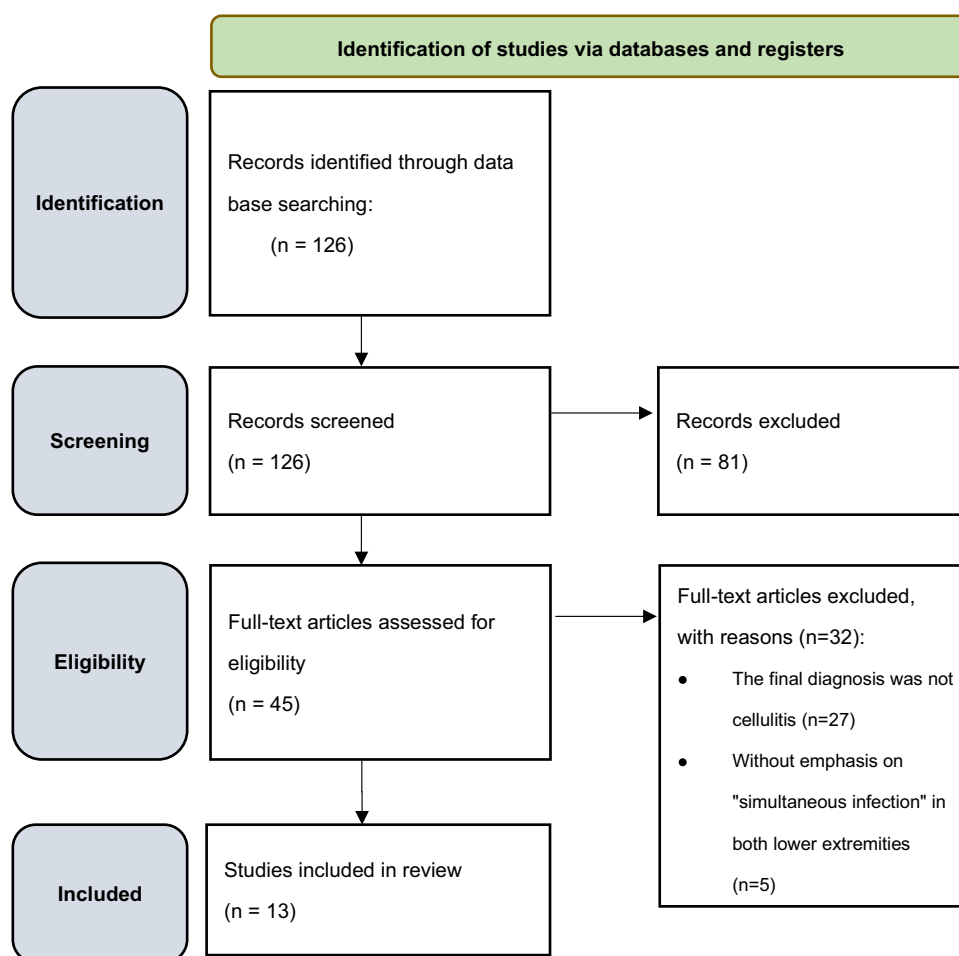 Identification of studies via databases and registers
Identification
Records identified through data
base searching:
(n = 126)
Screening
Records screened
(n = 126)
Records excluded
(n = 81)
Eligibility
Full-text articles assessed for
eligibility
(n = 45)
Full-text articles excluded,
with reasons (n=32):
● The final diagnosis was not
cellulitis (n=27)
● Without emphasis on
"simultaneous infection" in
both lower extremities
(n=5)
Included
Studies included in review
(n = 13)